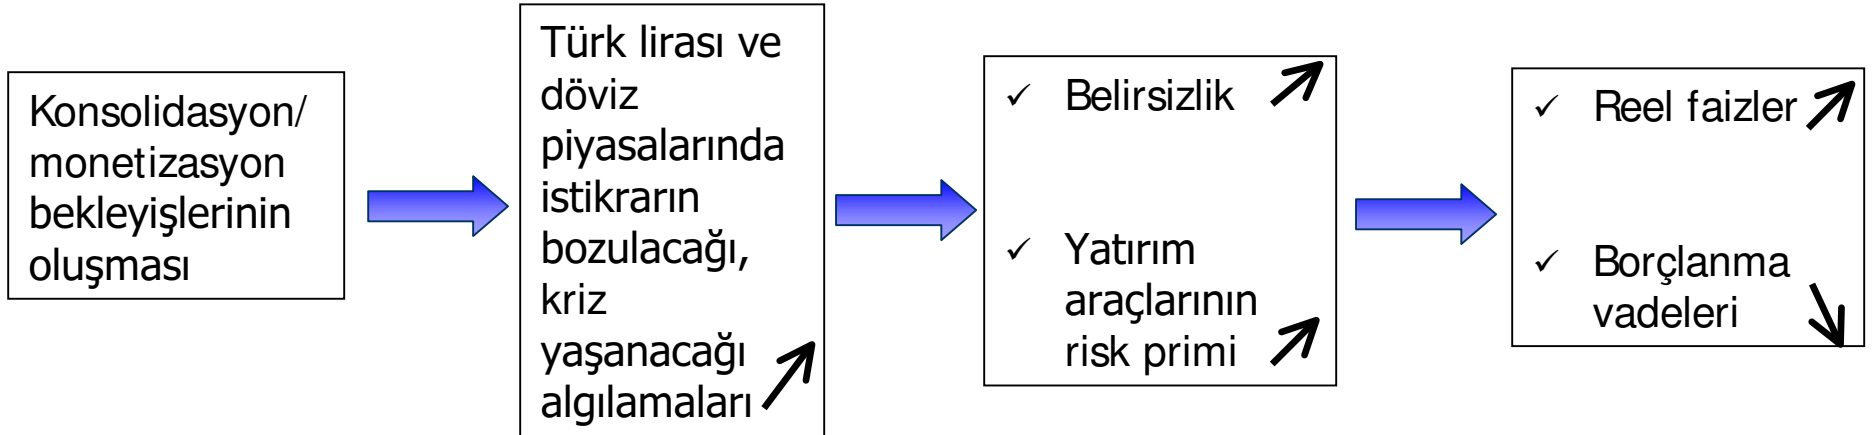 Konsolidasyon/
monetizasyon
bekleyişlerinin
oluşması
Türk lirası ve
döviz
piyasalarında
istikrarın
bozulacağı,
kriz
yaşanacağı
algılamaları
✓ Belirsizlik
✓ Yatırım
araçlarının
risk primi
✓ Reel faizler
✓ Borçlanma
vadeleri